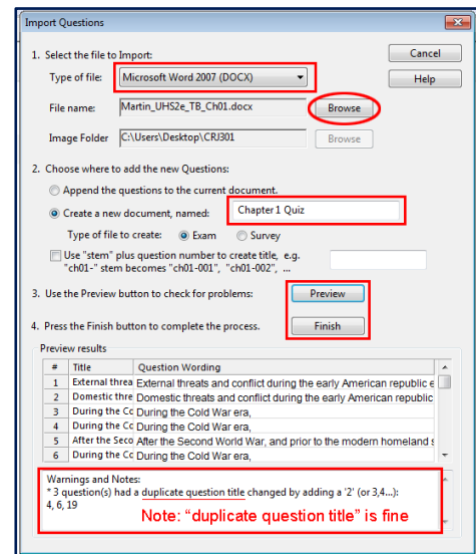 Import Questions
1. Select the file to Import:
Cancel
Type of file: Microsoft Word 2007 (DOCX)
Help
File name: Martin_UHS2e_TB_Ch01.docx Browse
Image Folder C:\Users\Desktop\CRJ301 Browse
2. Choose where to add the new Questions:
Append the questions to the current document.
Create a new document, named: Chapter 1 Quiz
Type of file to create: Exam Survey
Use "stem" plus question number to create title, e.g.
"ch01-" stem becomes "ch01-001", "ch01-002", ...
3. Use the Preview button to check for problems: Preview
4. Press the Finish button to complete the process. Finish
Preview results
# Title Question Wording
1 External threa External threats and conflict during the early American republic e
2 Domestic thre Domestic threats and conflict during the early American republic
3 During the Cc During the Cold War era,
4 During the Cc During the Cold War era,
5 After the Seco After the Second World War, and prior to the modern homeland s
6 During the Cc During the Cold War era,
Warnings and Notes:
* 3 question(s) had a duplicate question title changed by adding a '2' (or 3,4...):
4, 6, 19
Note: "duplicate question title" is fine